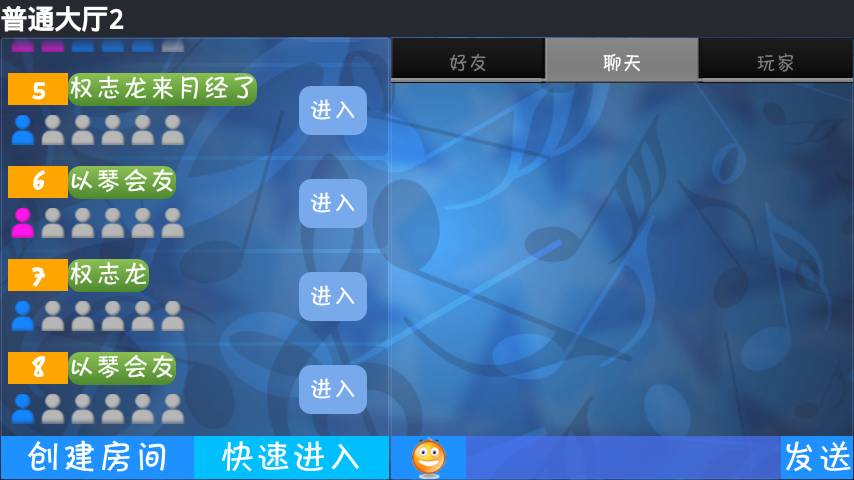 普通大厅2
好友 聊天 玩家
5 权志龙来月经了
进入
6 以琴会友
进入
7 权志龙
进入
8 以琴会友
进入
创建房间 快速进入 发送